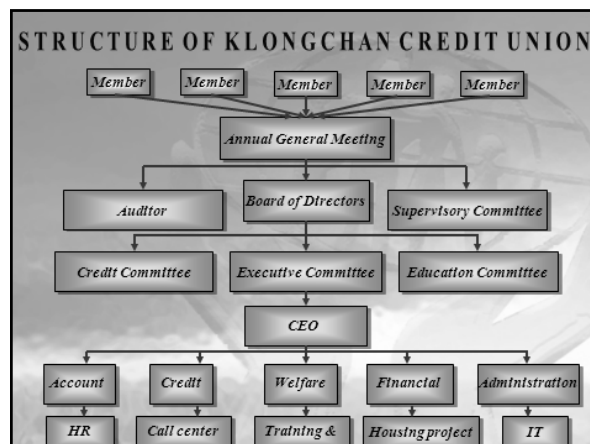 STRUCTURE OF KLONGCHAN CREDIT UNION
Member Member Member Member Member
Annual General Meeting
Auditor Board of Directors Supervisory Committee
Credit Committee Executive Committee Education Committee
CEO
Account Credit Welfare Financial Administration
HR Call center Training & Housing project IT